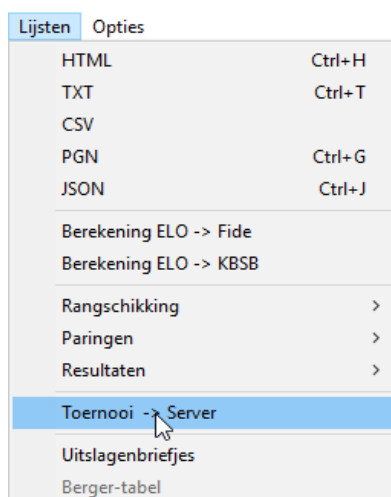 Lijsten Opties
HTML Ctrl+H
TXT Ctrl+T
CSV
PGN Ctrl+G
JSON Ctrl+J
Berekening ELO -> Fide
Berekening ELO -> KBSB
Rangschikking >
Paringen >
Resultaten >
Toernooi -> Server
Uitslagenbriefjes
Berger-tabel